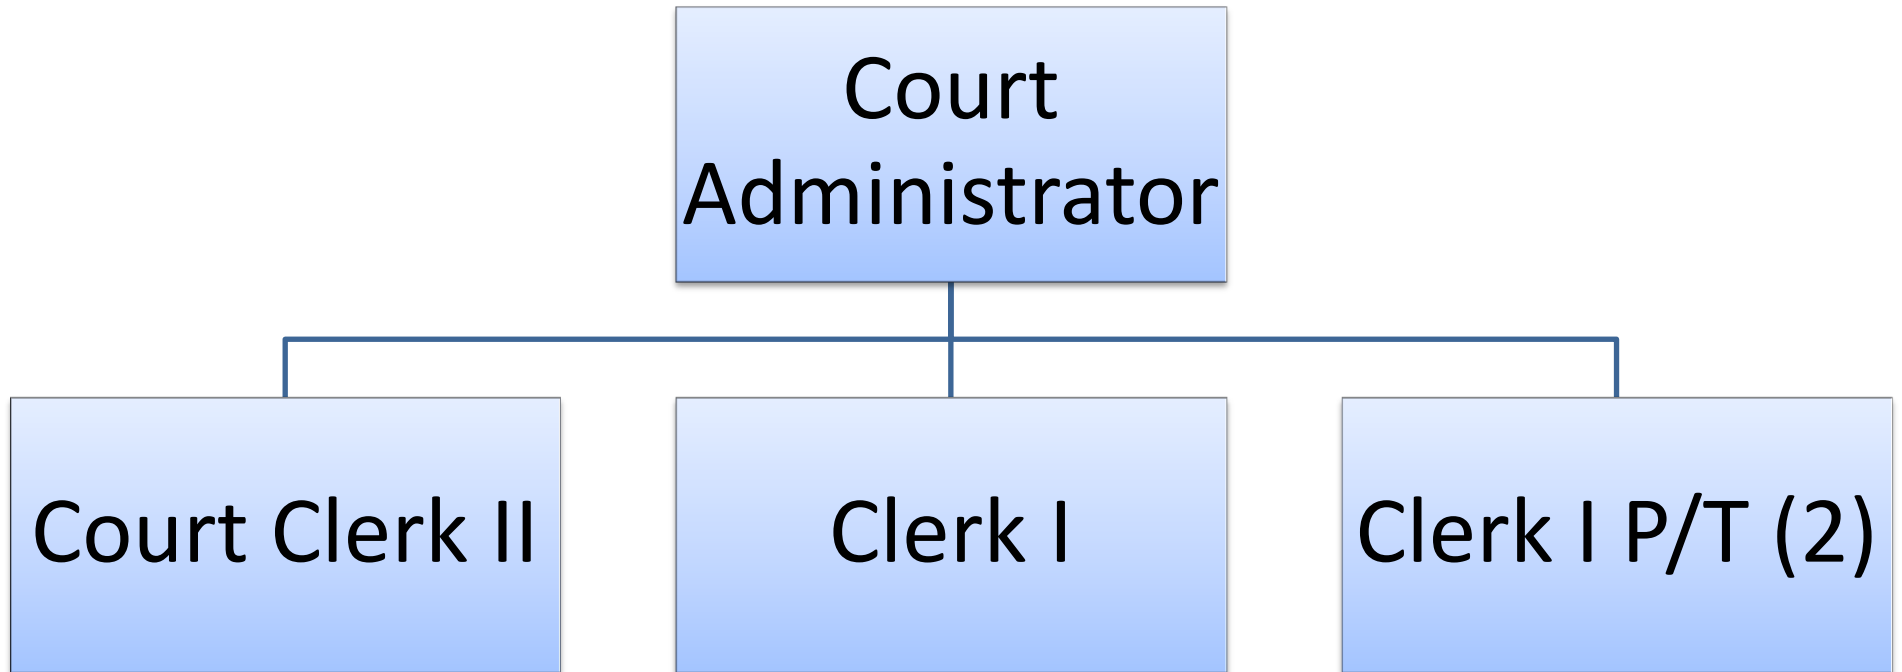 Court
Administrator
Court Clerk II
Clerk I
Clerk I P/T (2)